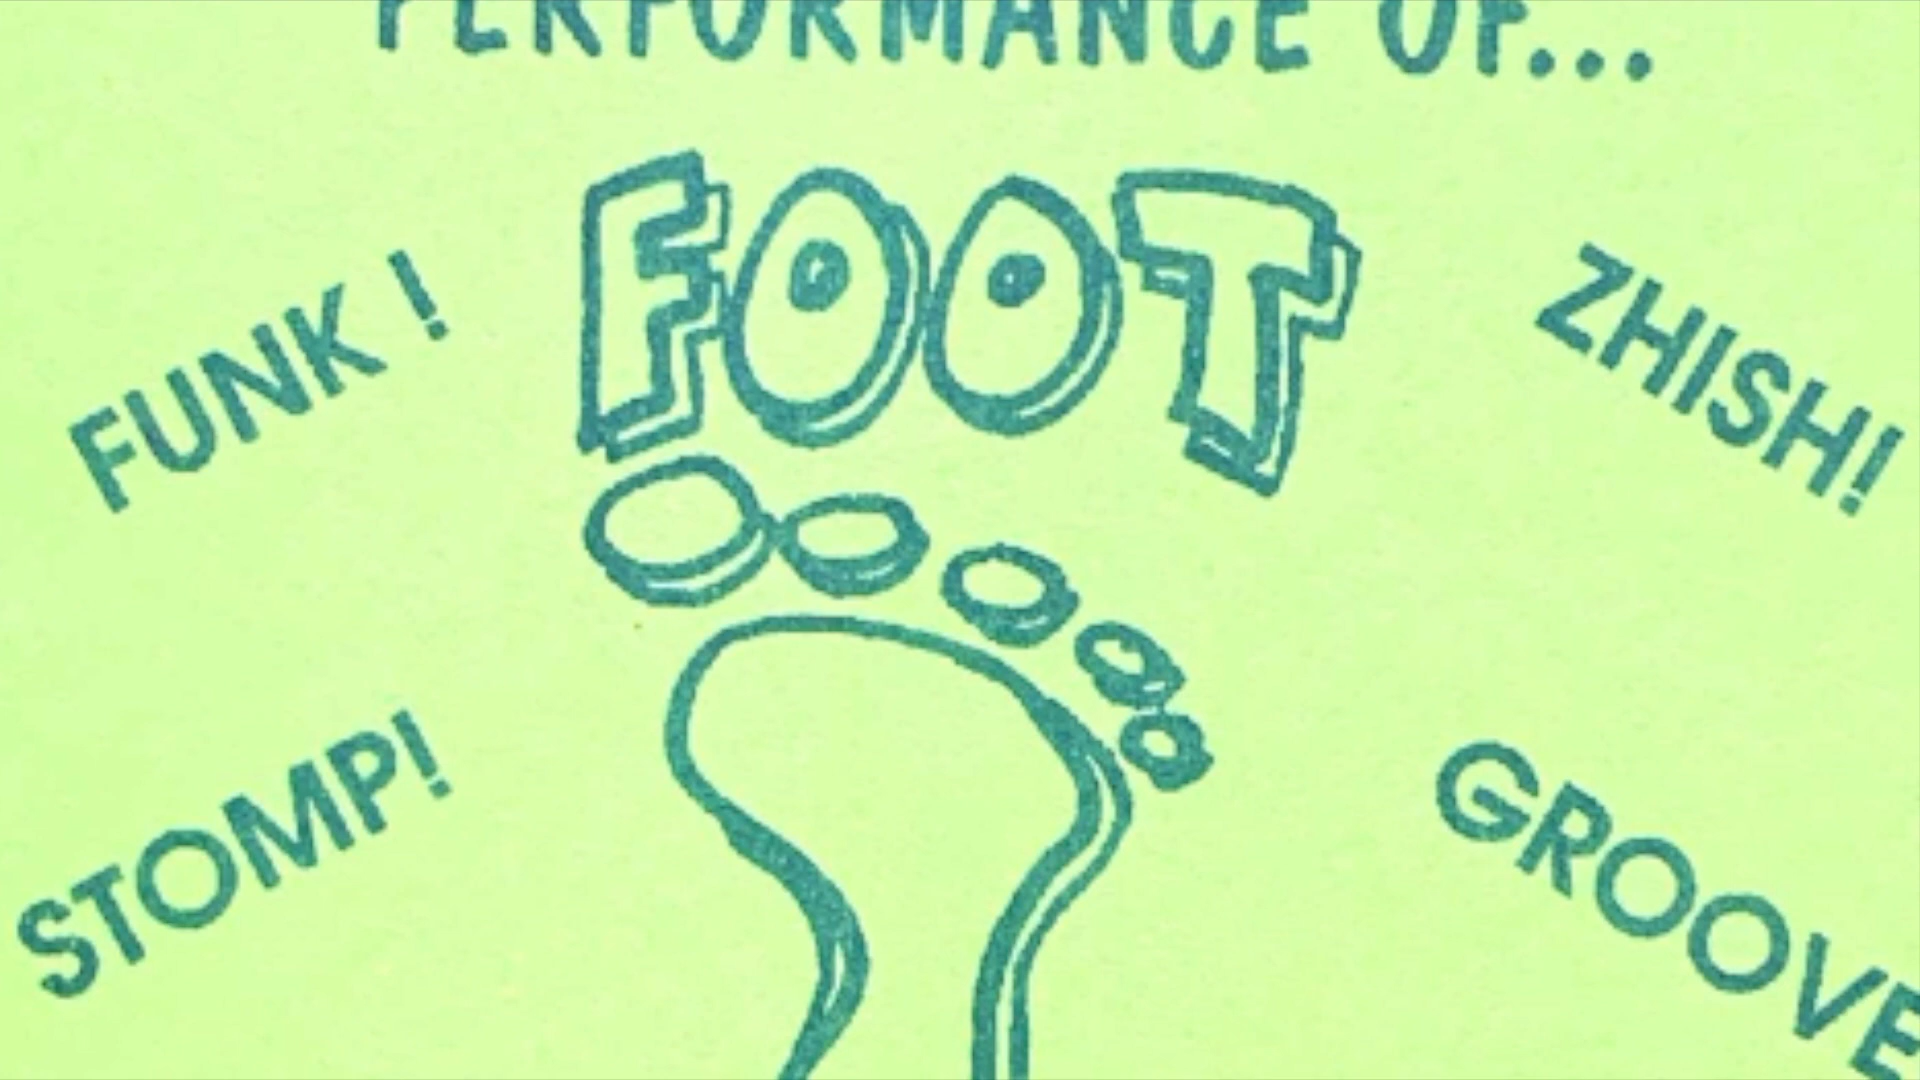 PERFORMANCE OF...
FOOT
FUNK!
ZHISH!
STOMP!
GROOVE